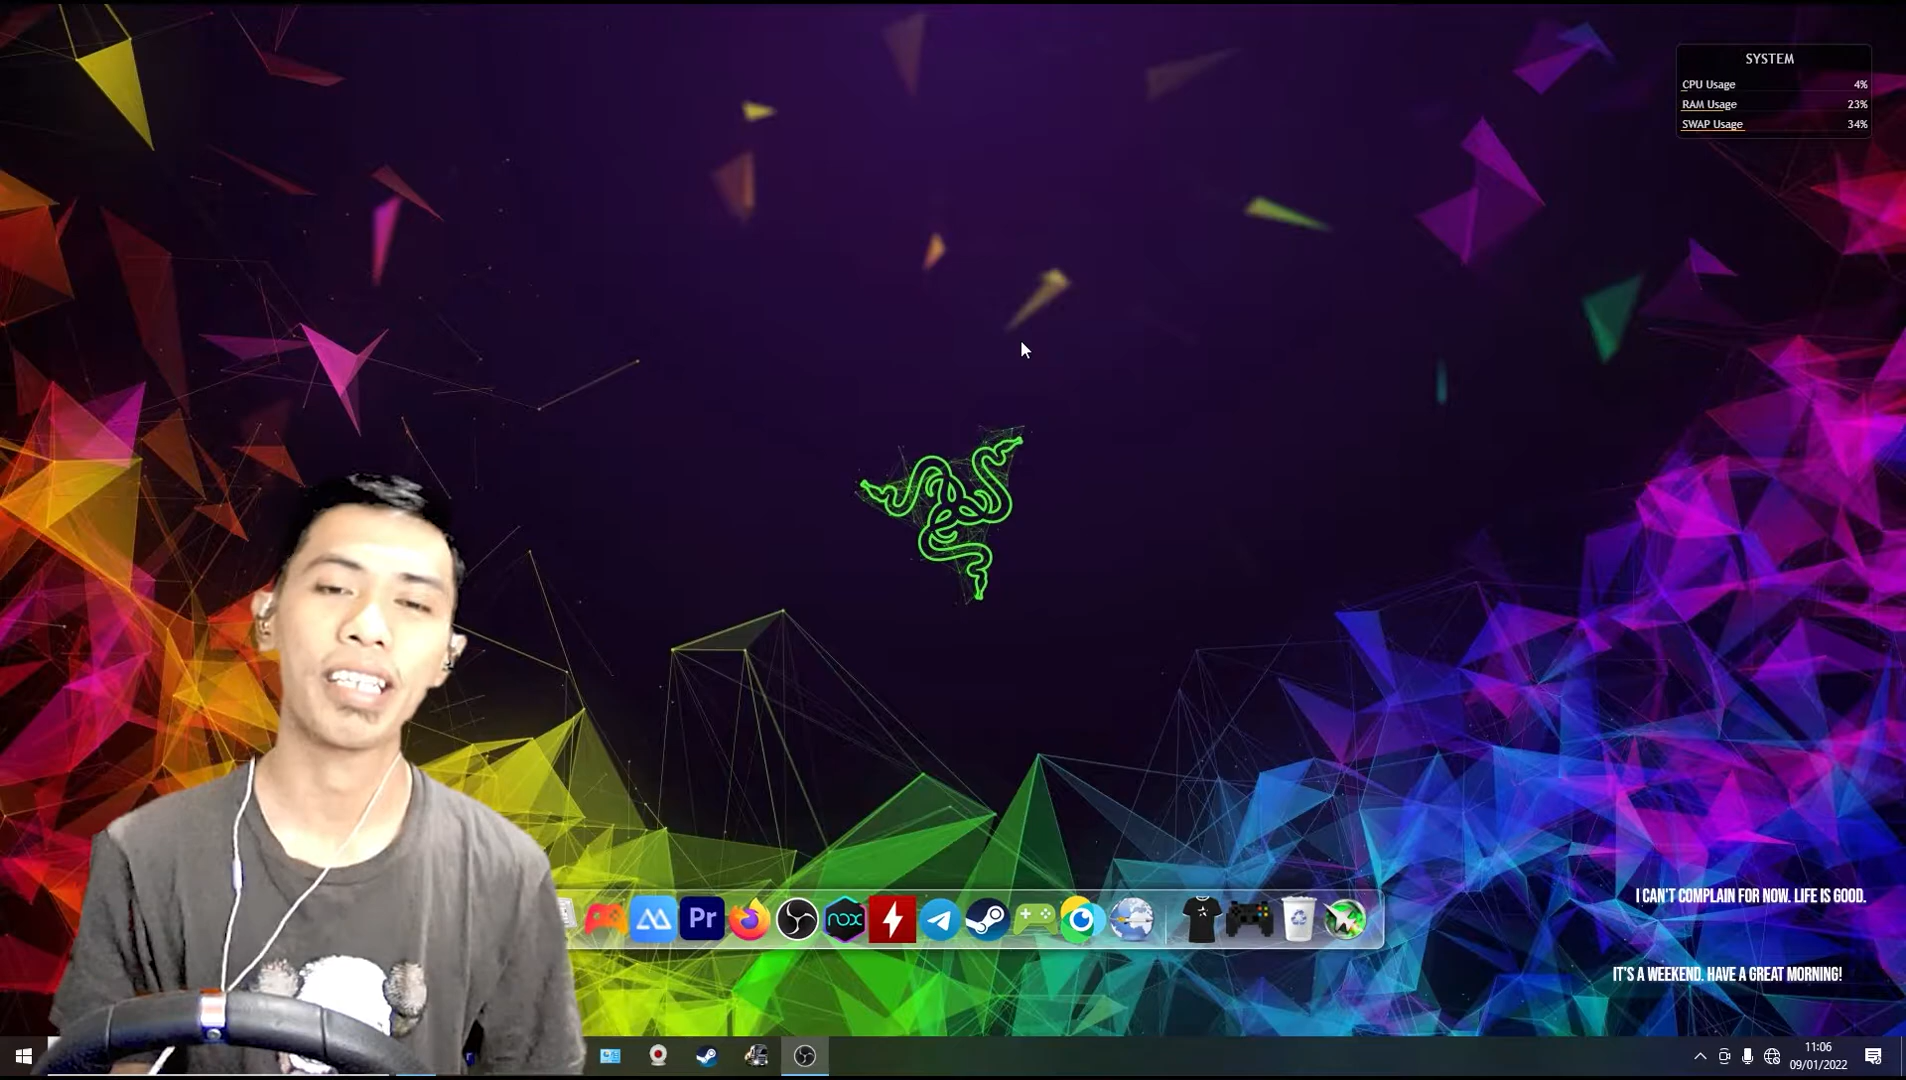 SYSTEM
CPU Usage 4%
RAM Usage 23%
SWAP Usage 34%
I CAN'T COMPLAIN FOR NOW. LIFE IS GOOD.
IT'S A WEEKEND. HAVE A GREAT MORNING!
Pr
nox
11:06
09/01/2022